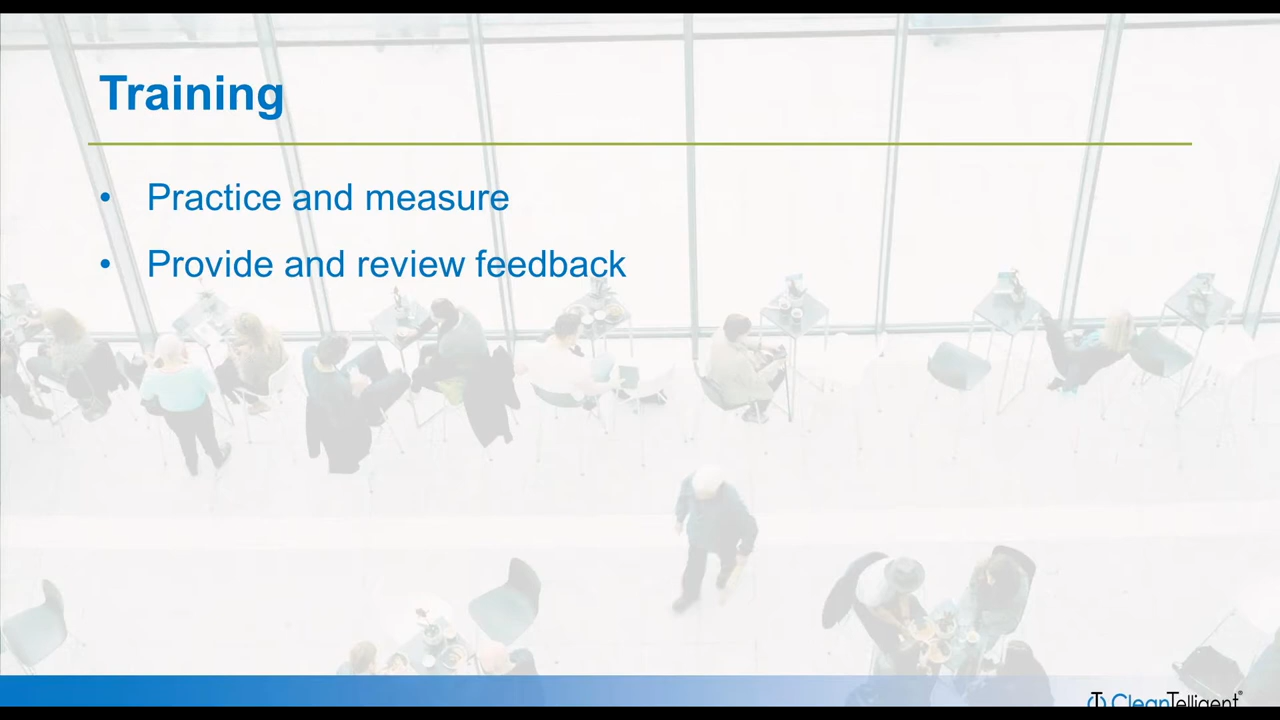 Training
• Practice and measure
• Provide and review feedback
CleanTelligent®